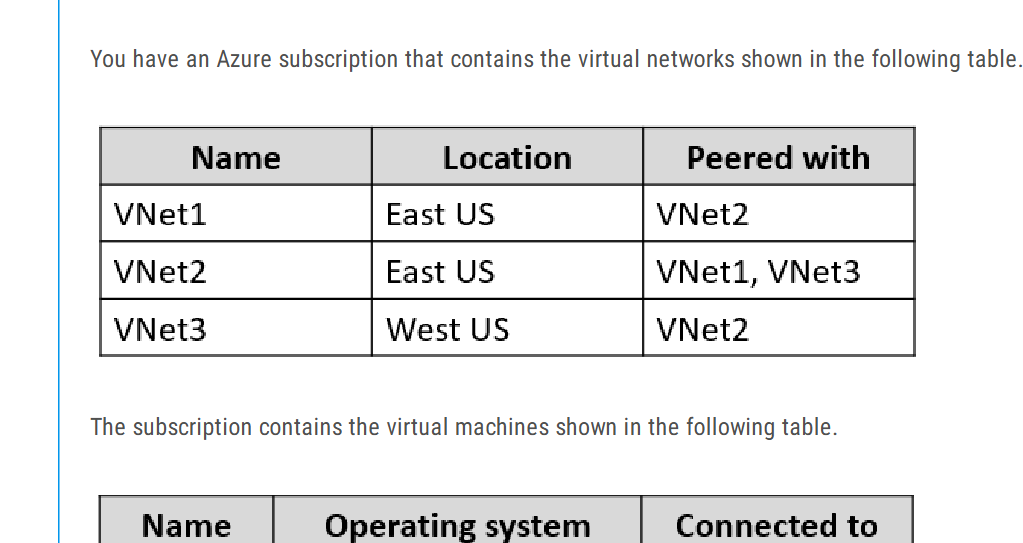 You have an Azure subscription that contains the virtual networks shown in the following table.
Name Location Peered with
VNet1 East US VNet2
VNet2 East US VNet1, VNet3
VNet3 West US VNet2
The subscription contains the virtual machines shown in the following table.
Name Operating system Connected to